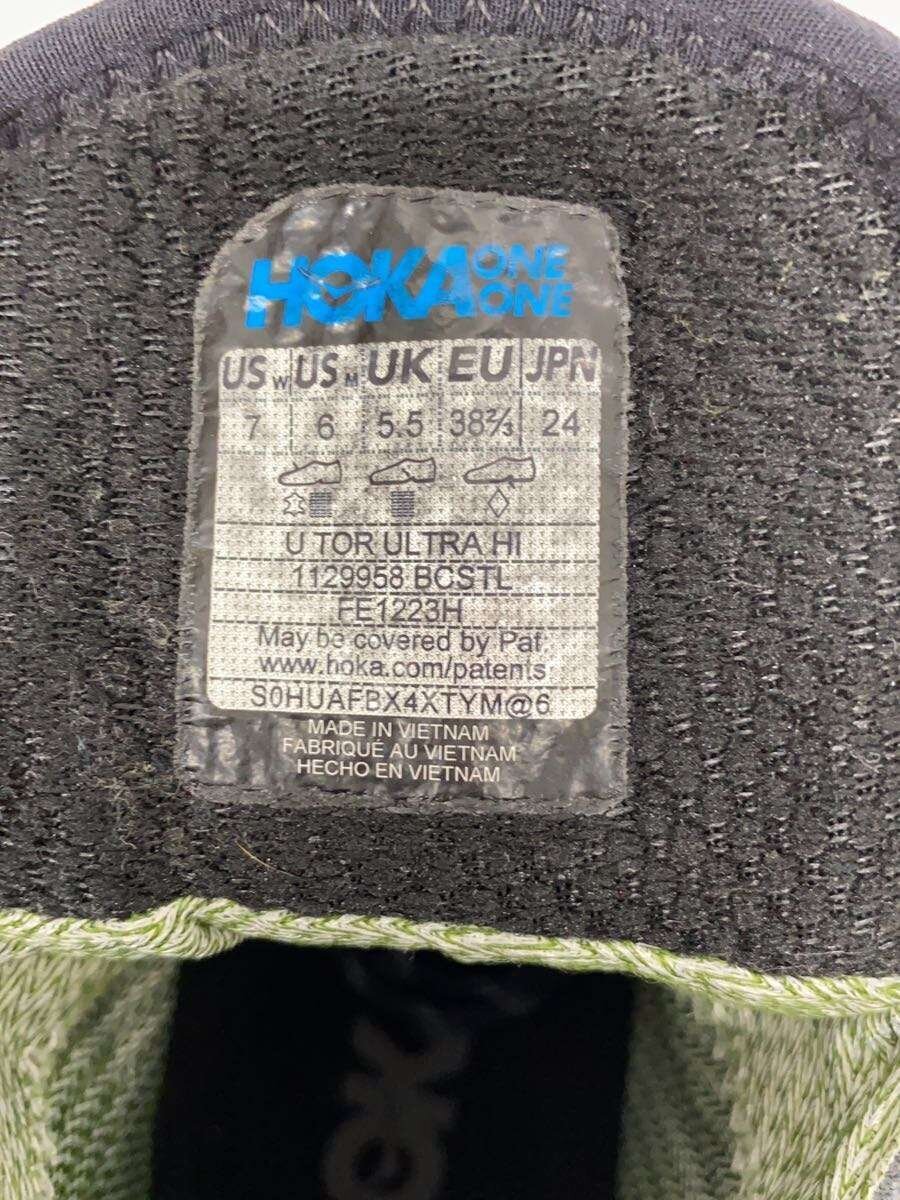 HOKA ONE ONE
US W US M UK EU JPN
7 6 5.5 38⅔ 24
U TOR ULTRA HI
1129958 BCSTL
FE1223H
May be covered by Pat.
www.hoka.com/patents
S0HUAFBX4XTYM@6
MADE IN VIETNAM
FABRIQUÉ AU VIETNAM
HECHO EN VIETNAM